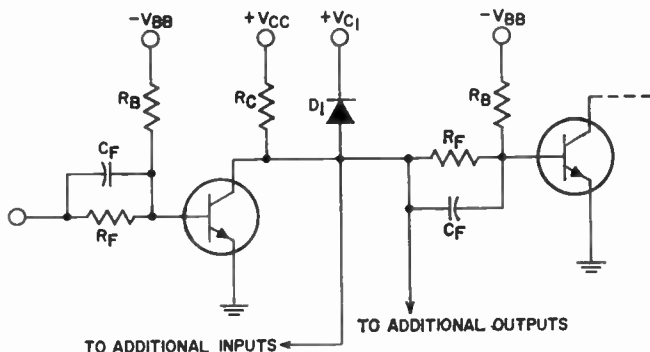 -VBB
+VCC
+VC1
-VBB
RB
RC
D1
RB
CF
RF
RF
CF
TO ADDITIONAL OUTPUTS
TO ADDITIONAL INPUTS